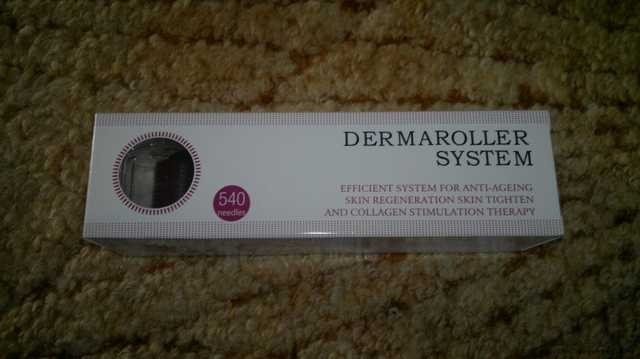 DERMAROLLER
SYSTEM
540
needles
EFFICIENT SYSTEM FOR ANTI-AGEING
SKIN REGENERATION SKIN TIGHTEN
AND COLLAGEN STIMULATION THERAPY